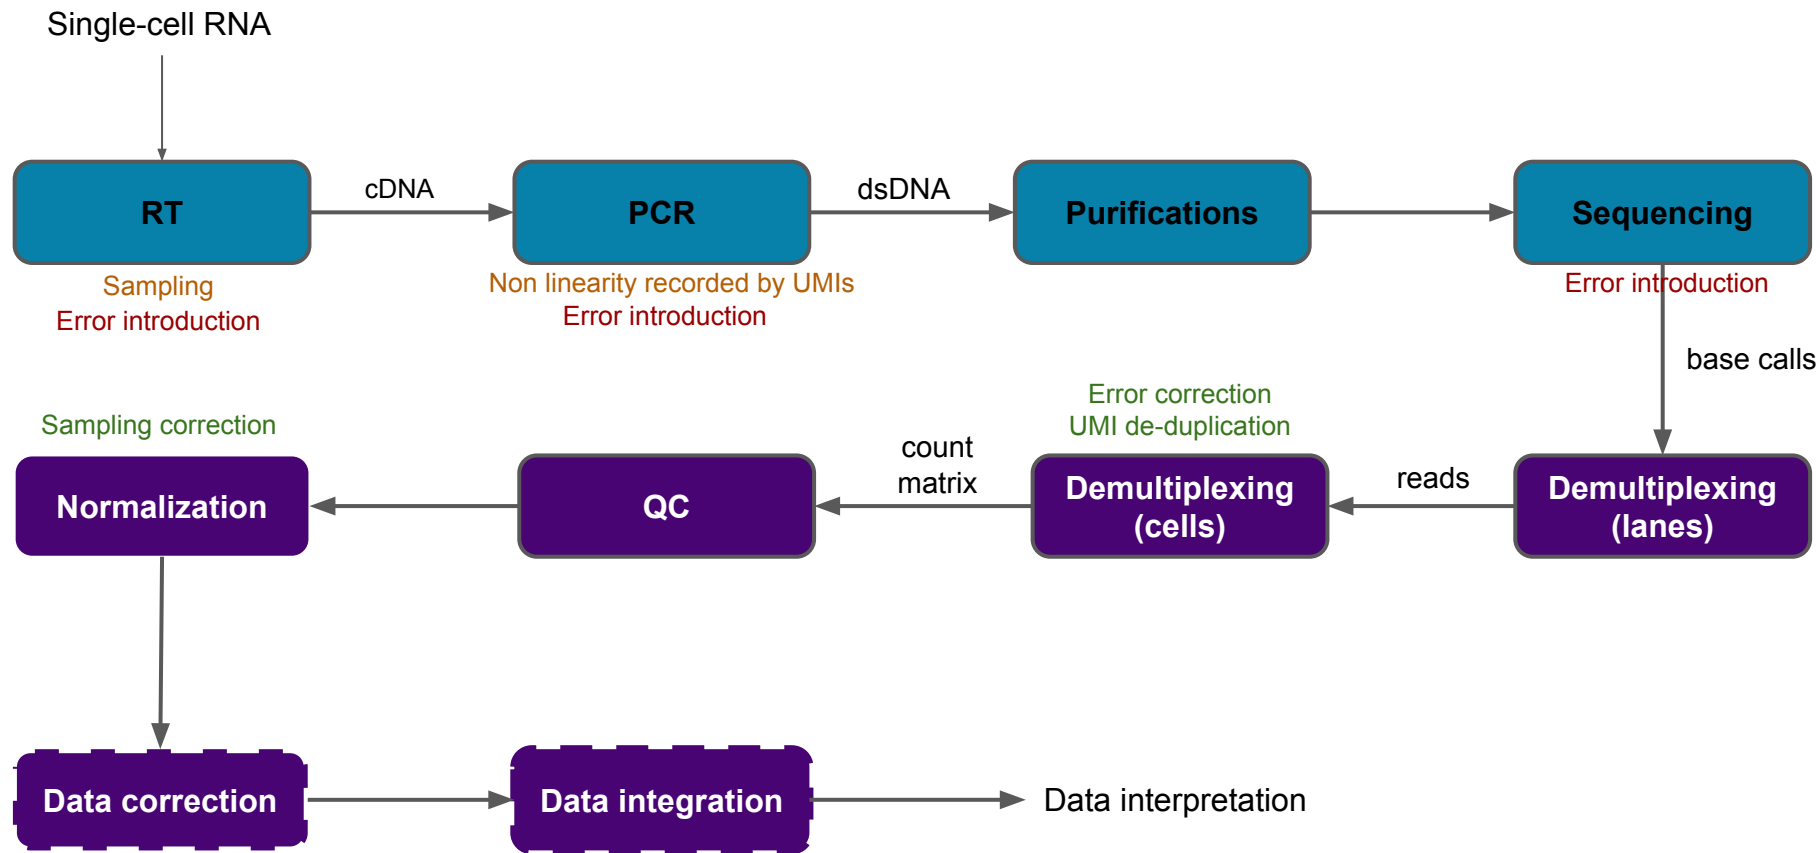 Single-cell RNA
RT
cDNA
PCR
dsDNA
Purifications
Sequencing
Sampling
Error introduction
Non linearity recorded by UMIs
Error introduction
Error introduction
base calls
Demultiplexing
(lanes)
reads
Error correction
UMI de-duplication
Demultiplexing
(cells)
count
matrix
QC
Sampling correction
Normalization
Data correction
Data integration
Data interpretation